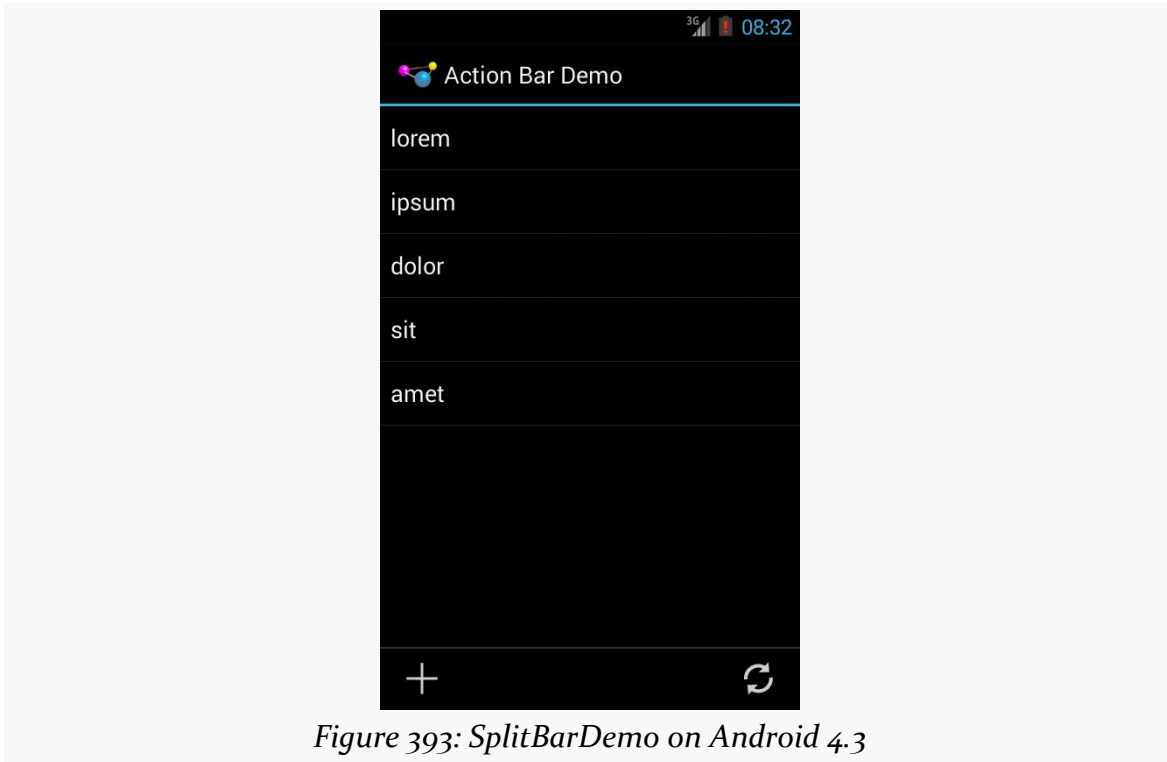 3G 08:32
Action Bar Demo
lorem
ipsum
dolor
sit
amet
Figure 393: SplitBarDemo on Android 4.3